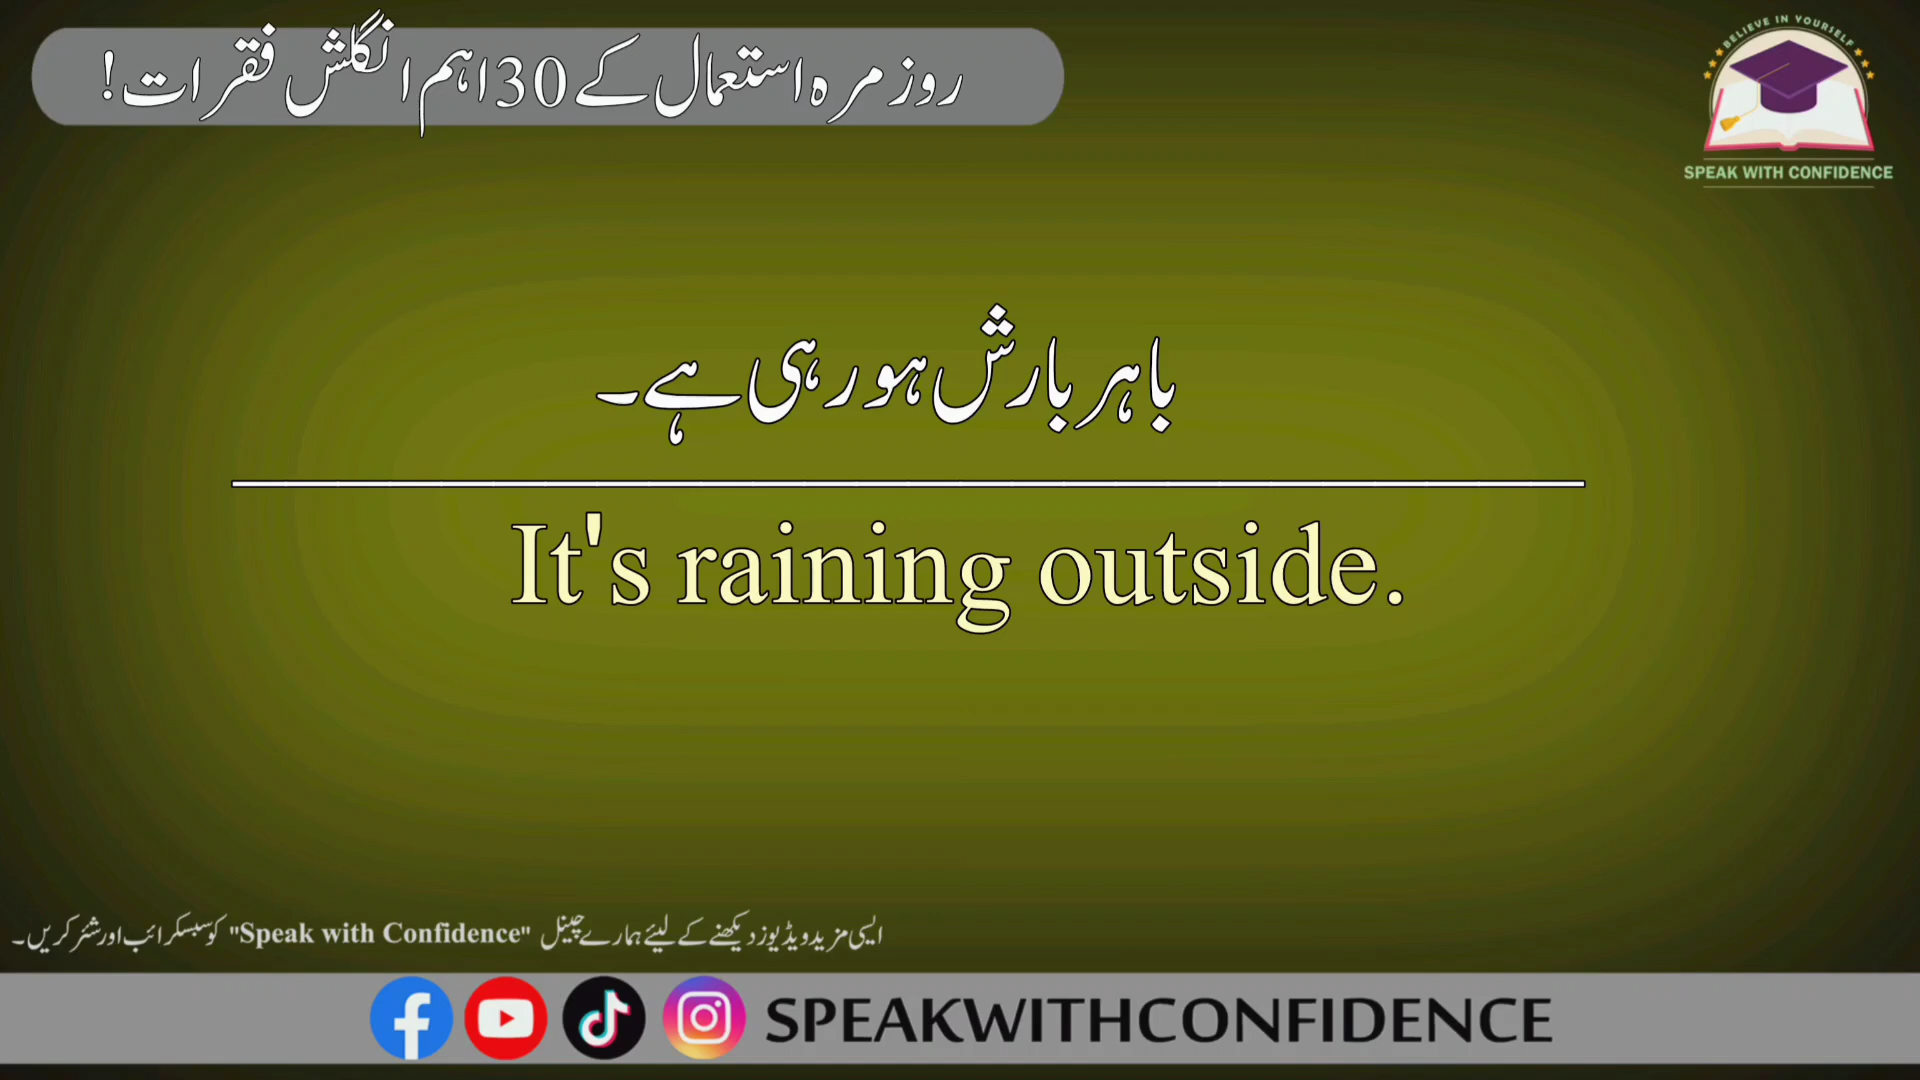 روزمرہ استعمال کے 30 اہم انگلش فقرات!
BELIEVE IN YOURSELF
SPEAK WITH CONFIDENCE
باہر بارش ہو رہی ہے۔
It's raining outside.
ایسی مزید ویڈیوز دیکھنے کے لیئے ہمارے چینل "Speak with Confidence" کو سبسکرائب اور شئر کریں۔
SPEAKWITHCONFIDENCE